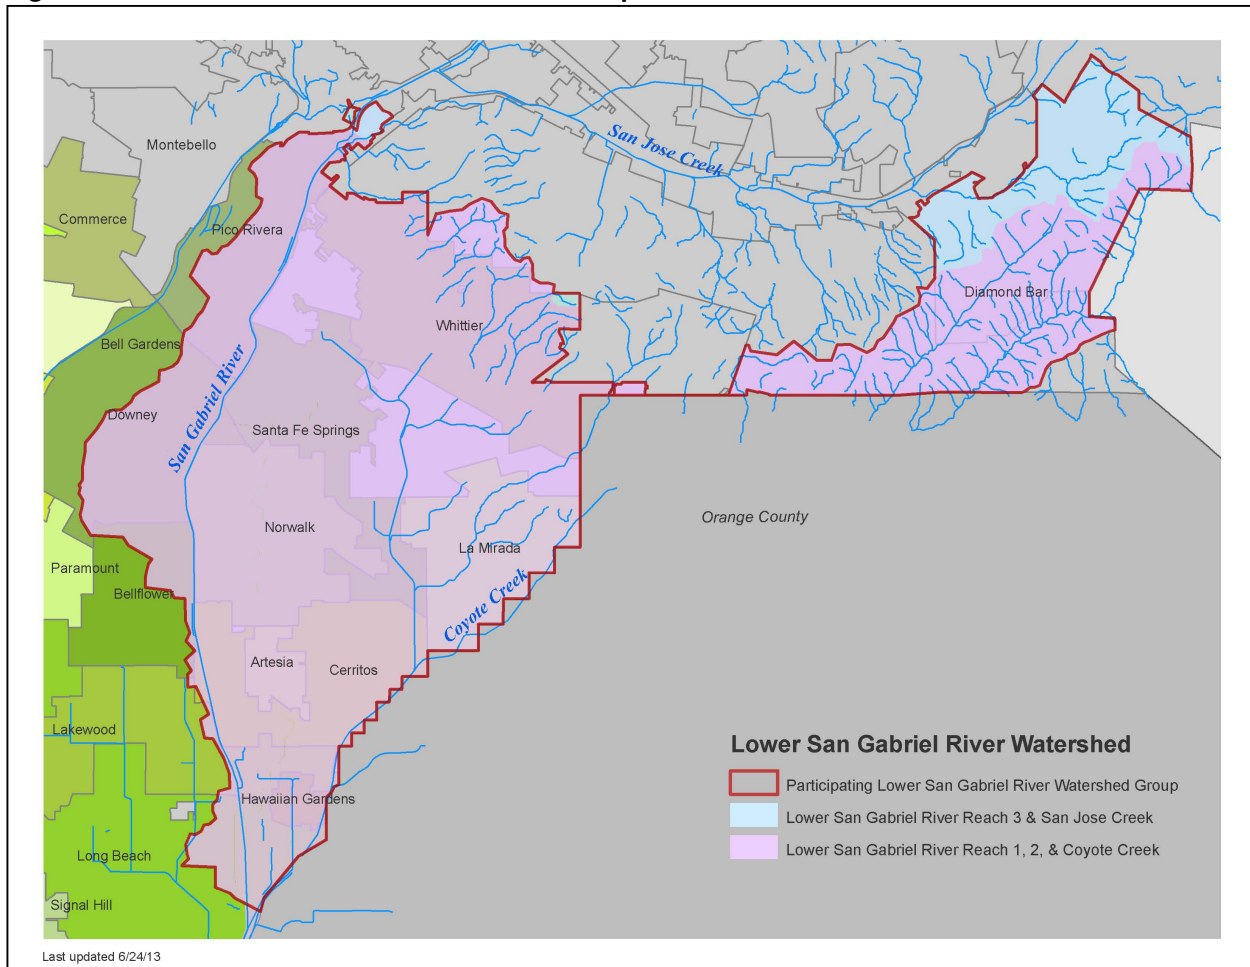 San Jose Creek
Montebello
Commerce
Pico Rivera
Diamond Bar
Whittier
Bell Gardens
San Gabriel River
Downey
Santa Fe Springs
Orange County
Norwalk
La Mirada
Paramount
Bellflower
Coyote Creek
Artesia
Cerritos
Lakewood
Hawaiian Gardens
Long Beach
Signal Hill
Lower San Gabriel River Watershed
Participating Lower San Gabriel River Watershed Group
Lower San Gabriel River Reach 3 & San Jose Creek
Lower San Gabriel River Reach 1, 2, & Coyote Creek
Last updated 6/24/13